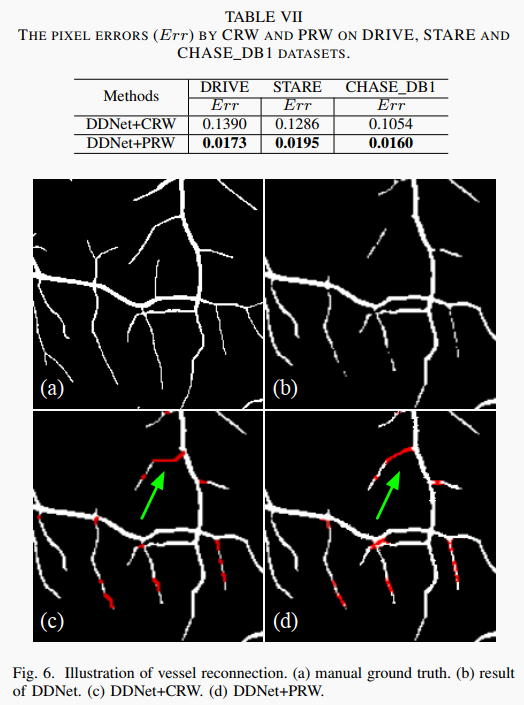 TABLE VII
THE PIXEL ERRORS (Err) BY CRW AND PRW ON DRIVE, STARE AND
CHASE_DB1 DATASETS.
Methods DRIVE STARE CHASE_DB1
Err Err Err
DDNet+CRW 0.1390 0.1286 0.1054
DDNet+PRW 0.0173 0.0195 0.0160
(a) (b)
(c) (d)
Fig. 6. Illustration of vessel reconnection. (a) manual ground truth. (b) result
of DDNet. (c) DDNet+CRW. (d) DDNet+PRW.